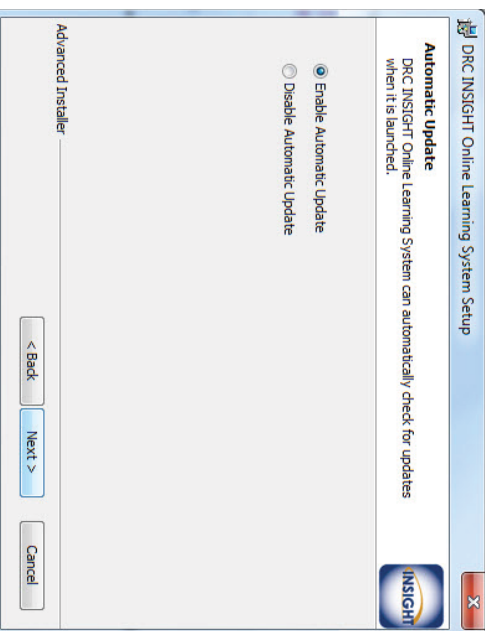 DRC INSIGHT Online Learning System Setup
Automatic Update
DRC INSIGHT Online Learning System can automatically check for updates
when it is launched.
INSIGHT
Enable Automatic Update
Disable Automatic Update
Advanced Installer
< Back
Next >
Cancel